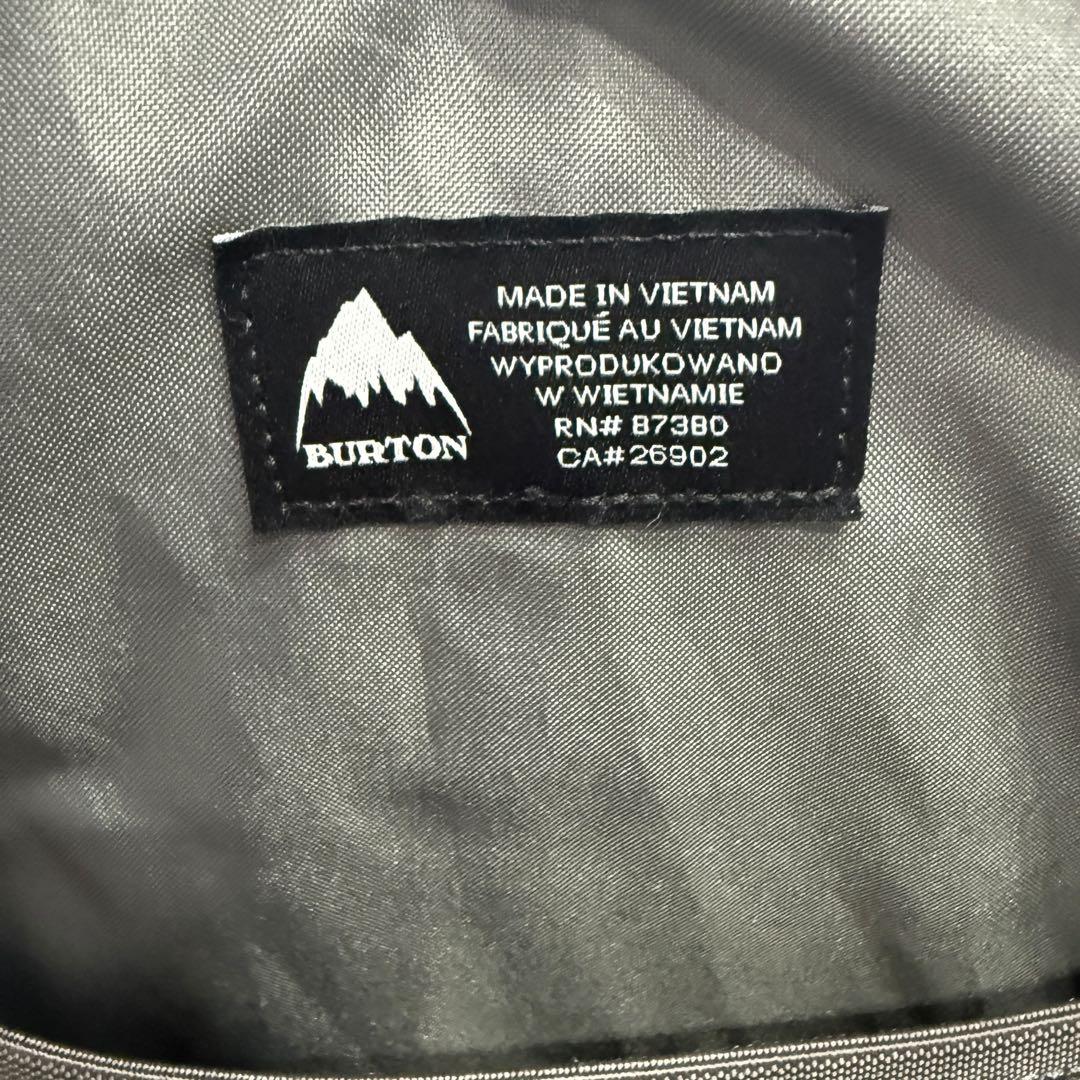 BURTON
MADE IN VIETNAM
FABRIQUÉ AU VIETNAM
WYPRODUKOWANO
W WIETNAMIE
RN# 87380
CA# 26902